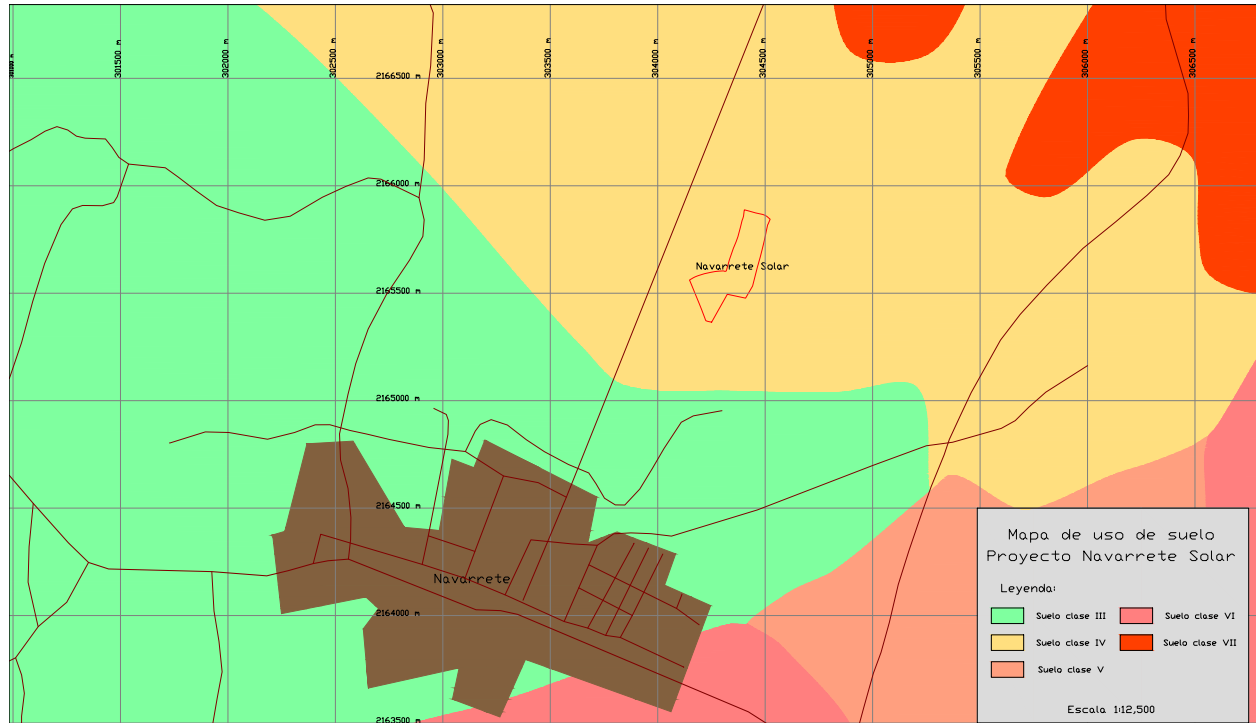 301500 m
302000 m
302500 m
303000 m
303500 m
304000 m
304500 m
305000 m
305500 m
306000 m
306500 m
2166500 m
2166000 m
2165500 m
2165000 m
2164500 m
2164000 m
2163500 m
Navarrete Solar
Navarrete
Mapa de uso de suelo
Proyecto Navarrete Solar
Leyenda:
Suelo clase III
Suelo clase VI
Suelo clase IV
Suelo clase VII
Suelo clase V
Escala 1:12,500